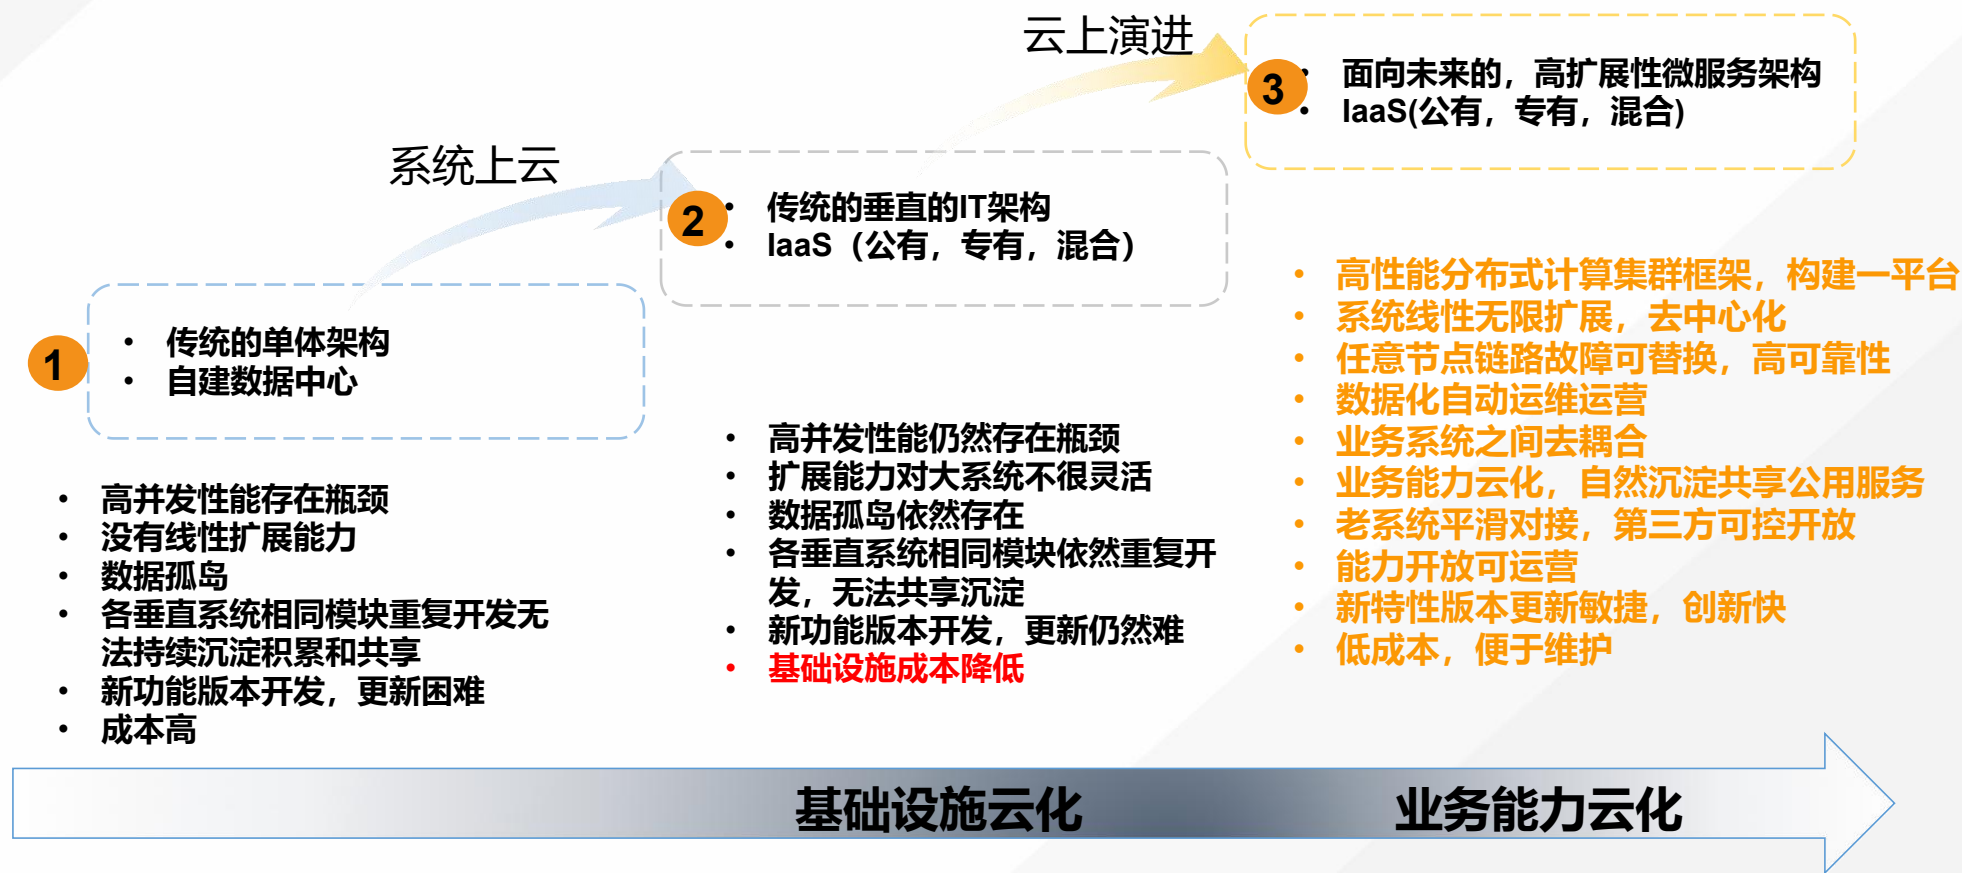 云上演进
3
面向未来的，高扩展性微服务架构
IaaS(公有，专有，混合)
系统上云
2
传统的垂直的IT架构
IaaS（公有，专有，混合）
1
传统的单体架构
自建数据中心
高并发性能存在瓶颈
没有线性扩展能力
数据孤岛
各垂直系统相同模块重复开发无
法持续沉淀积累和共享
新功能版本开发，更新困难
成本高
高并发性能仍然存在瓶颈
扩展能力对大系统不很灵活
数据孤岛依然存在
各垂直系统相同模块依然重复开
发，无法共享沉淀
新功能版本开发，更新仍然难
基础设施成本降低
高性能分布式计算集群框架，构建一平台
系统线性无限扩展，去中心化
任意节点链路故障可替换，高可靠性
数据化自动运维运营
业务系统之间去耦合
业务能力云化，自然沉淀共享公用服务
老系统平滑对接，第三方可控开放
能力开放可运营
新特性版本更新敏捷，创新快
低成本，便于维护
基础设施云化
业务能力云化